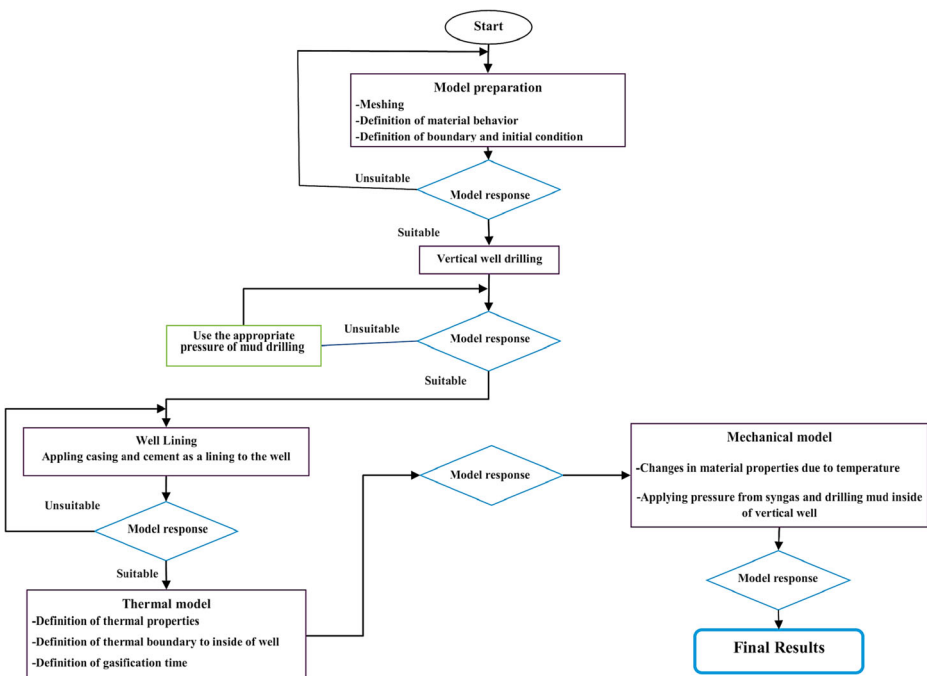 Start
Model preparation
-Meshing
-Definition of material behavior
-Definition of boundary and initial condition
Unsuitable
Model response
Suitable
Vertical well drilling
Use the appropriate
pressure of mud drilling
Unsuitable
Model response
Suitable
Well Lining
Appling casing and cement as a lining to the well
Unsuitable
Model response
Suitable
Thermal model
-Definition of thermal properties
-Definition of thermal boundary to inside of well
-Definition of gasification time
Model response
Mechanical model
-Changes in material properties due to temperature
-Applying pressure from syngas and drilling mud inside
of vertical well
Model response
Final Results